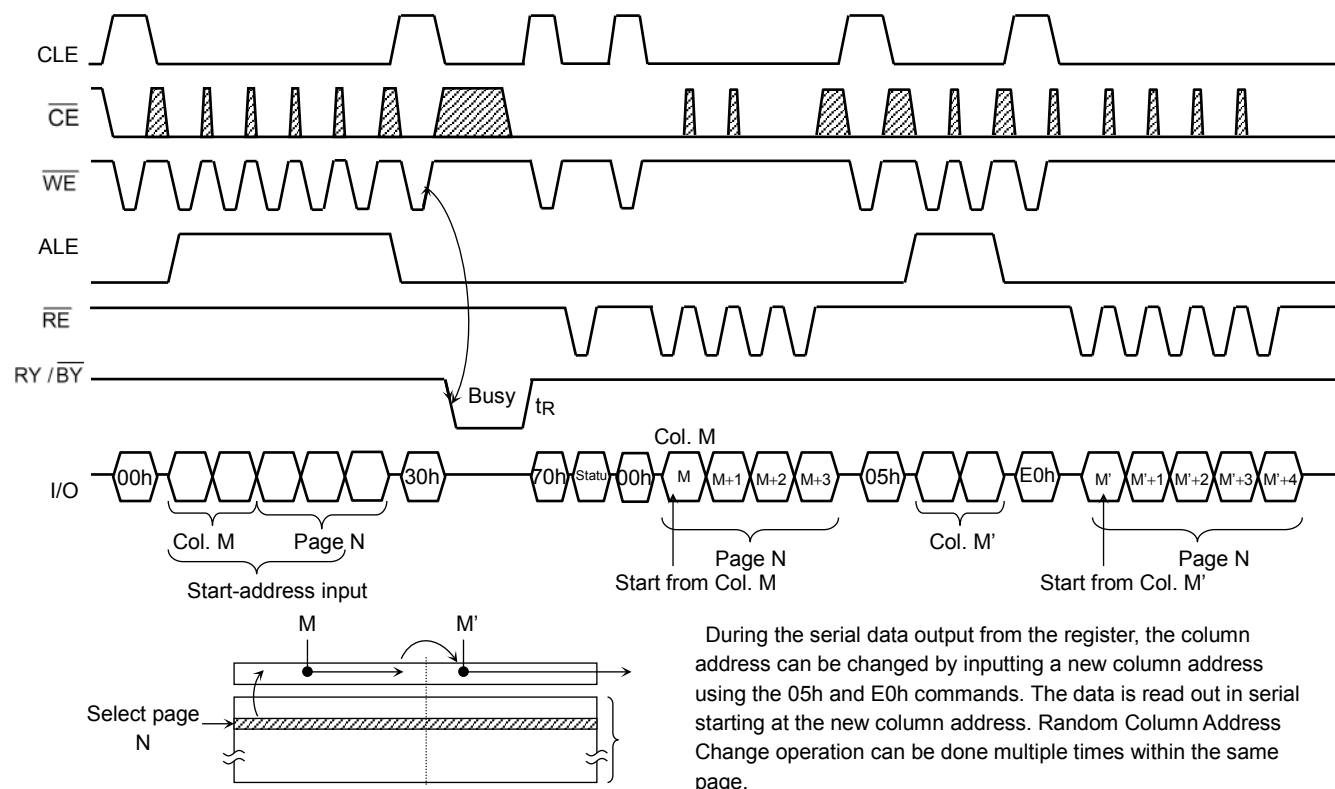 CLE
CE
WE
ALE
RE
RY / BY
Busy
tR
Col. M
I/O
00h
30h
70h
Statu
00h
M
M+1
M+2
M+3
05h
E0h
M'
M'+1
M'+2
M'+3
M'+4
Col. M
Page N
Page N
Col. M’
Page N
Start-address input
Start from Col. M
Start from Col. M’
M
M’
Select page
N
During the serial data output from the register, the column
address can be changed by inputting a new column address
using the 05h and E0h commands. The data is read out in serial
starting at the new column address. Random Column Address
Change operation can be done multiple times within the same
page.